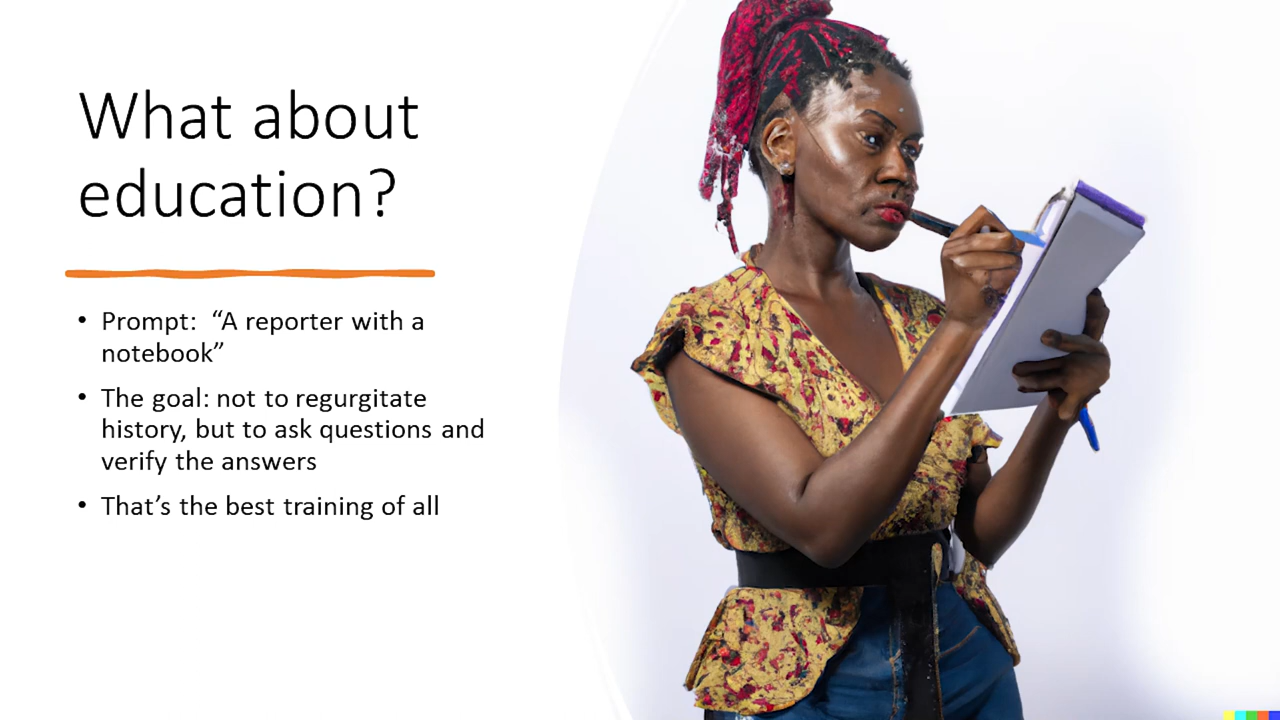 What about
education?
• Prompt:  “A reporter with a
notebook”
• The goal: not to regurgitate
history, but to ask questions and
verify the answers
• That’s the best training of all